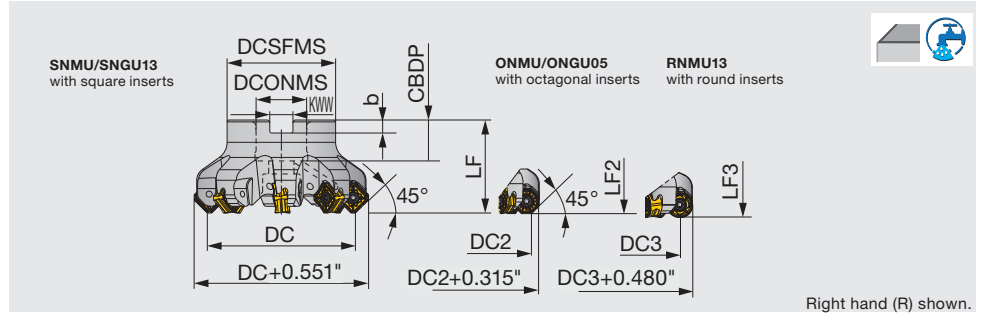 SNMU/SNGU13
with square inserts
DCSFMS
DCONMS
KWW
b
CBDP
LF
45°
DC
DC+0.551"
ONMU/ONGU05
with octagonal inserts
45°
LF2
DC2
DC2+0.315"
RNMU13
with round inserts
LF3
DC3
DC3+0.480"
Right hand (R) shown.